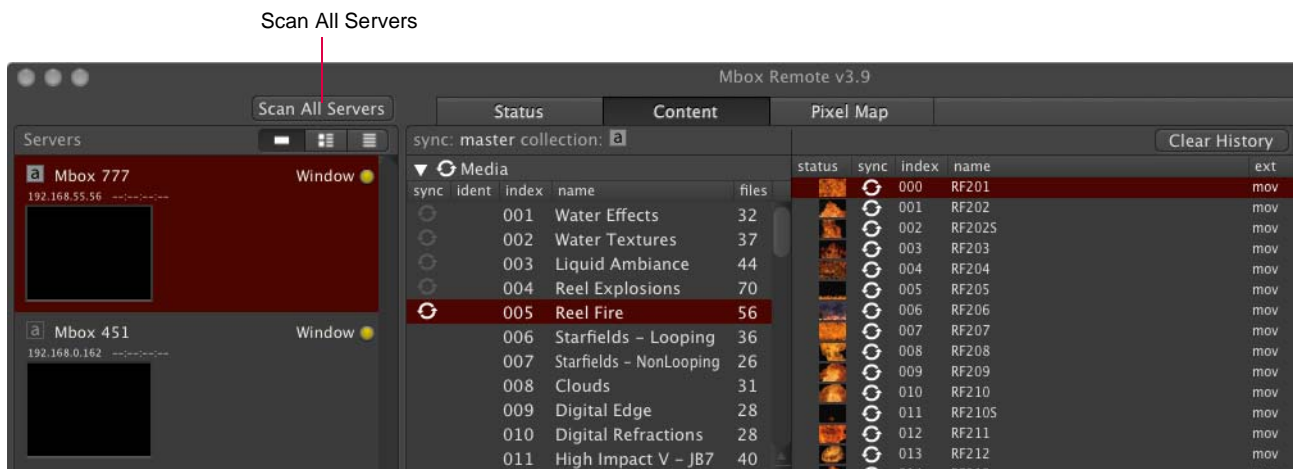 Scan All Servers
Mbox Remote v3.9
Scan All Servers
Status Content Pixel Map
Servers
a Mbox 777 Window
192.168.55.56 --:--:--:--
a Mbox 451 Window
192.168.0.162 --:--:--:--
sync: master collection: a
Media
sync ident index name files
001 Water Effects 32
002 Water Textures 37
003 Liquid Ambiance 44
004 Reel Explosions 70
005 Reel Fire 56
006 Starfields – Looping 36
007 Starfields – NonLooping 26
008 Clouds 31
009 Digital Edge 28
010 Digital Refractions 28
011 High Impact V – JB7 40
Clear History
status sync index name ext
000 RF201 mov
001 RF202 mov
002 RF202S mov
003 RF203 mov
004 RF204 mov
005 RF205 mov
006 RF206 mov
007 RF207 mov
008 RF208 mov
009 RF209 mov
010 RF210 mov
011 RF210S mov
012 RF211 mov
013 RF212 mov